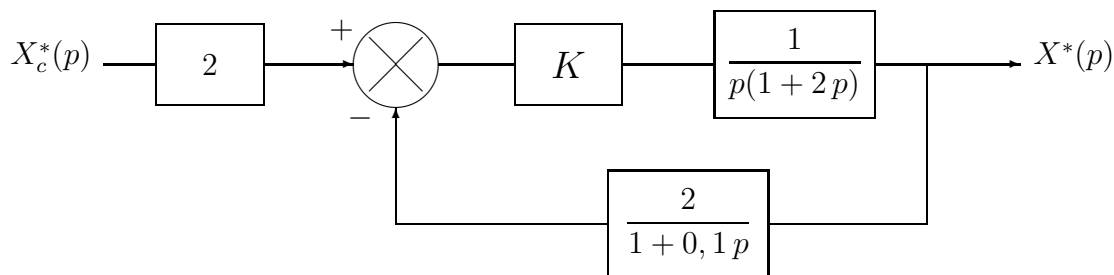 X_c^*(p)
2
+
−
K
1
p(1 + 2 p)
X^*(p)
2
1 + 0, 1 p